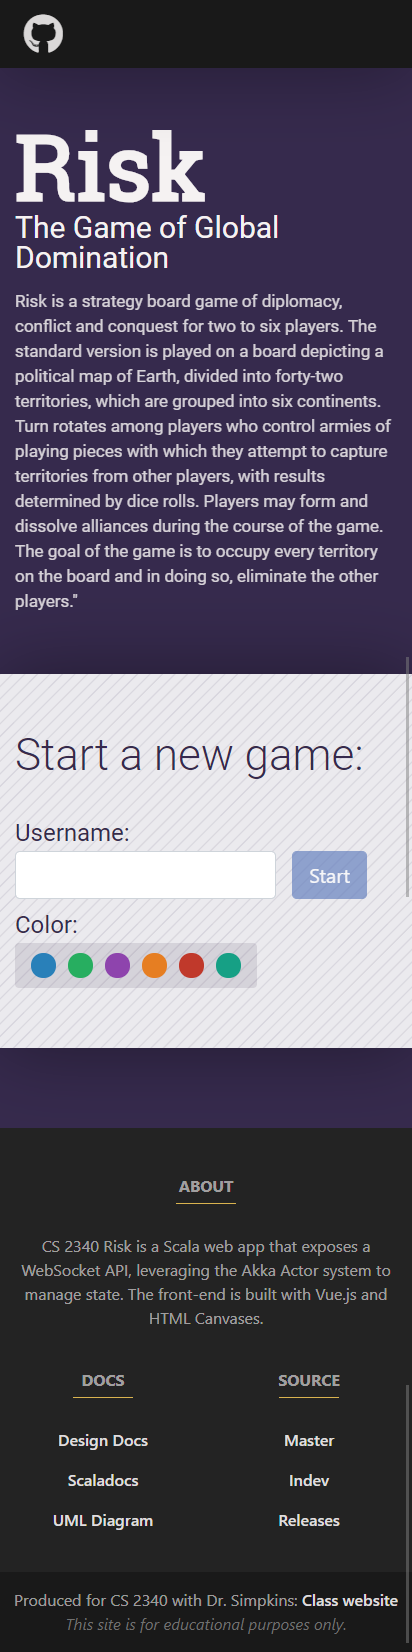 Risk
The Game of Global
Domination
Risk is a strategy board game of diplomacy,
conflict and conquest for two to six players. The
standard version is played on a board depicting a
political map of Earth, divided into forty-two
territories, which are grouped into six continents.
Turn rotates among players who control armies of
playing pieces with which they attempt to capture
territories from other players, with results
determined by dice rolls. Players may form and
dissolve alliances during the course of the game.
The goal of the game is to occupy every territory
on the board and in doing so, eliminate the other
players."
Start a new game:
Username:
Start
Color:
ABOUT
CS 2340 Risk is a Scala web app that exposes a
WebSocket API, leveraging the Akka Actor system to
manage state. The front-end is built with Vue.js and
HTML Canvases.
DOCS
Design Docs
Scaladocs
UML Diagram
SOURCE
Master
Indev
Releases
Produced for CS 2340 with Dr. Simpkins: Class website
This site is for educational purposes only.